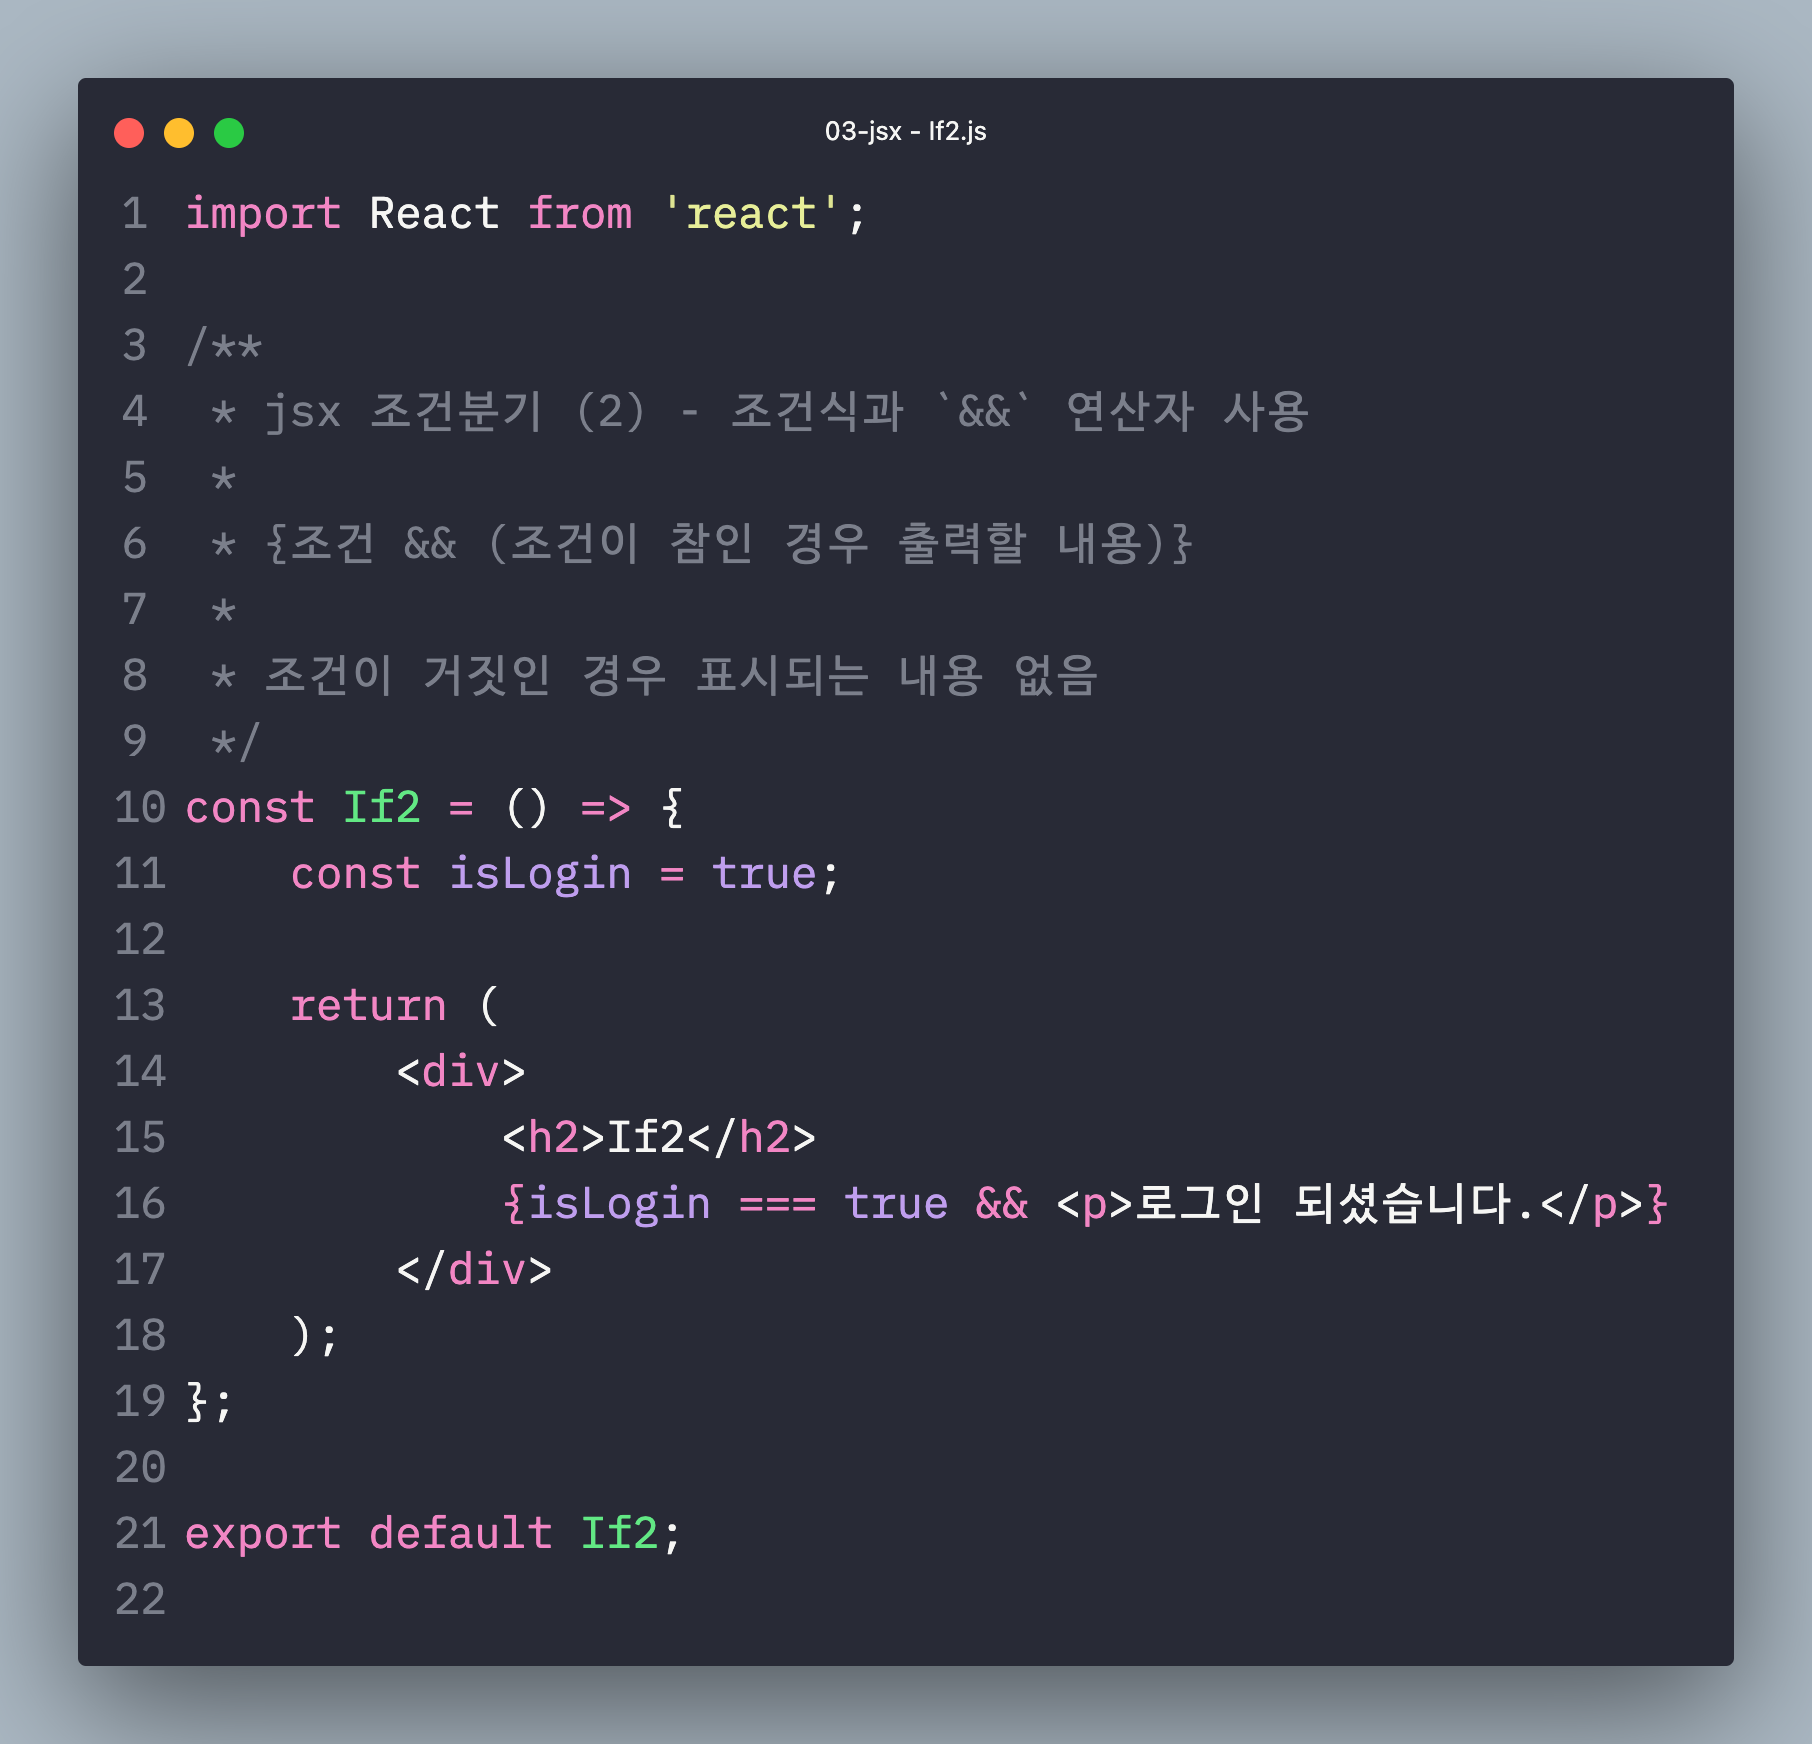 03-jsx - If2.js
1 import React from 'react';
2
3 /**
4  * jsx 조건분기 (2) - 조건식과 `&&` 연산자 사용
5  *
6  * {조건 && (조건이 참인 경우 출력할 내용)}
7  *
8  * 조건이 거짓인 경우 표시되는 내용 없음
9  */
10 const If2 = () => {
11     const isLogin = true;
12
13     return (
14         <div>
15             <h2>If2</h2>
16             {isLogin === true && <p>로그인 되셨습니다.</p>}
17         </div>
18     );
19 };
20
21 export default If2;
22